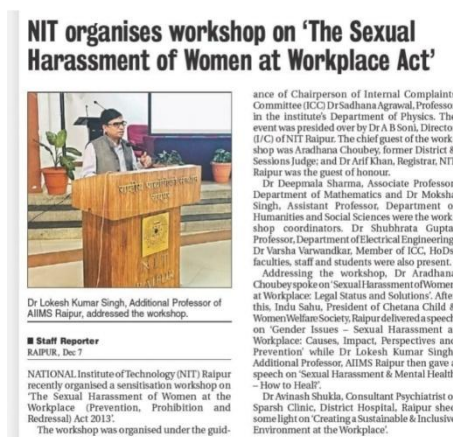 NIT organises workshop on ‘The Sexual
Harassment of Women at Workplace Act’
Dr Lokesh Kumar Singh, Additional Professor of
AIIMS Raipur, addressed the workshop.
■ Staff Reporter
RAIPUR, Dec 7
NATIONAL Institute of Technology (NIT) Raipur
recently organised a sensitisation workshop on
‘The Sexual Harassment of Women at the
Workplace (Prevention, Prohibition and
Redressal) Act 2013’.
The workshop was organised under the guid-
ance of Chairperson of Internal Complaint
Committee (ICC) Dr Sadhana Agrawal, Professo
in the institute’s Department of Physics. The
event was presided over by Dr A B Soni, Directo
(I/C) of NIT Raipur. The chief guest of the work
shop was Aradhana Choubey, former District &
Sessions Judge; and Dr Arif Khan, Registrar, NIT
Raipur was the guest of honour.
Dr Deepmala Sharma, Associate Professor
Department of Mathematics and Dr Moksha
Singh, Assistant Professor, Department o
Humanities and Social Sciences were the work
shop coordinators. Dr Shubhrata Gupta
Professor, Department of Electrical Engineering
Dr Varsha Varwandkar, Member of ICC, HoDs
faculties, staff and students were also present.
Addressing the workshop, Dr Aradhana
Choubey spoke on ‘Sexual Harassment of Women
at Workplace: Legal Status and Solutions’. Afte
this, Indu Sahu, President of Chetana Child &
Women Welfare Society, Raipur delivered a speech
on ‘Gender Issues – Sexual Harassment a
Workplace: Causes, Impact, Perspectives and
Prevention’ while Dr Lokesh Kumar Singh
Additional Professor, AIIMS Raipur then gave a
speech on ‘Sexual Harassment & Mental Health
– How to Heal?’.
Dr Avinash Shukla, Consultant Psychiatrist o
Sparsh Clinic, District Hospital, Raipur shed
some light on ‘Creating a Sustainable & Inclusive
Environment at the Workplace’.